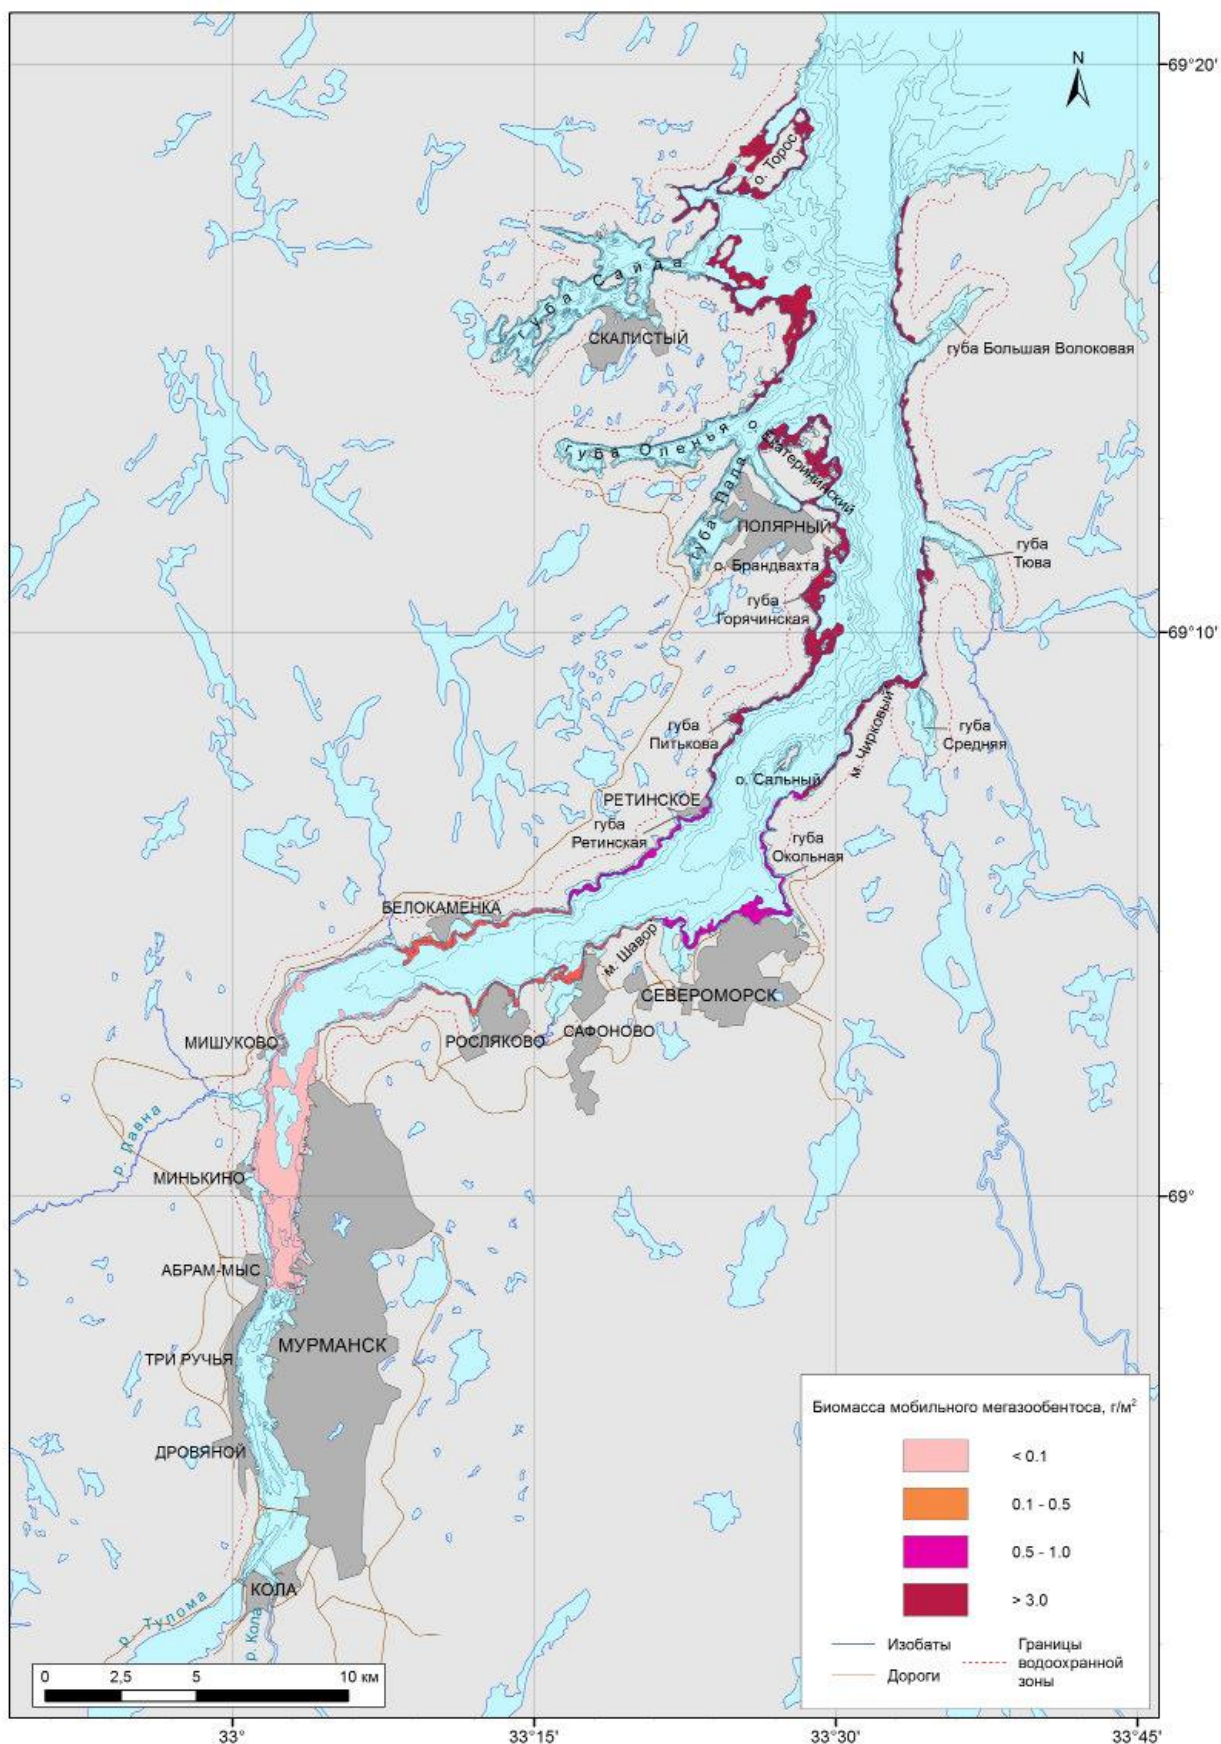 N
69°20'
о. Торос
губа Сайда
СКАЛИСТЫЙ
губа Большая Волоковая
губа Оленья
о. Екатерининский
губа Пала
ПОЛЯРНЫЙ
губа
Тюва
о. Брандвахта
губа
Горячинская
69°10'
губа
Питькова
м. Чирковый
губа
Средняя
о. Сальный
РЕТИНСКОЕ
губа
Ретинская
губа
Окольная
БЕЛОКАМЕНКА
м. Шавор
СЕВЕРОМОРСК
МИШУКОВО
РОСЛЯКОВО
САФОНОВО
р. Лавна
МИНЬКИНО
69°
АБРАМ-МЫС
МУРМАНСК
ТРИ РУЧЬЯ
ДРОВЯНОЙ
КОЛА
р. Тулома
р. Кола
Биомасса мобильного мегазообентоса, г/м²
< 0.1
0.1 - 0.5
0.5 - 1.0
> 3.0
Изобаты
Дороги
Границы
водоохранной
зоны
0 2,5 5 10 км
33° 33°15' 33°30' 33°45'